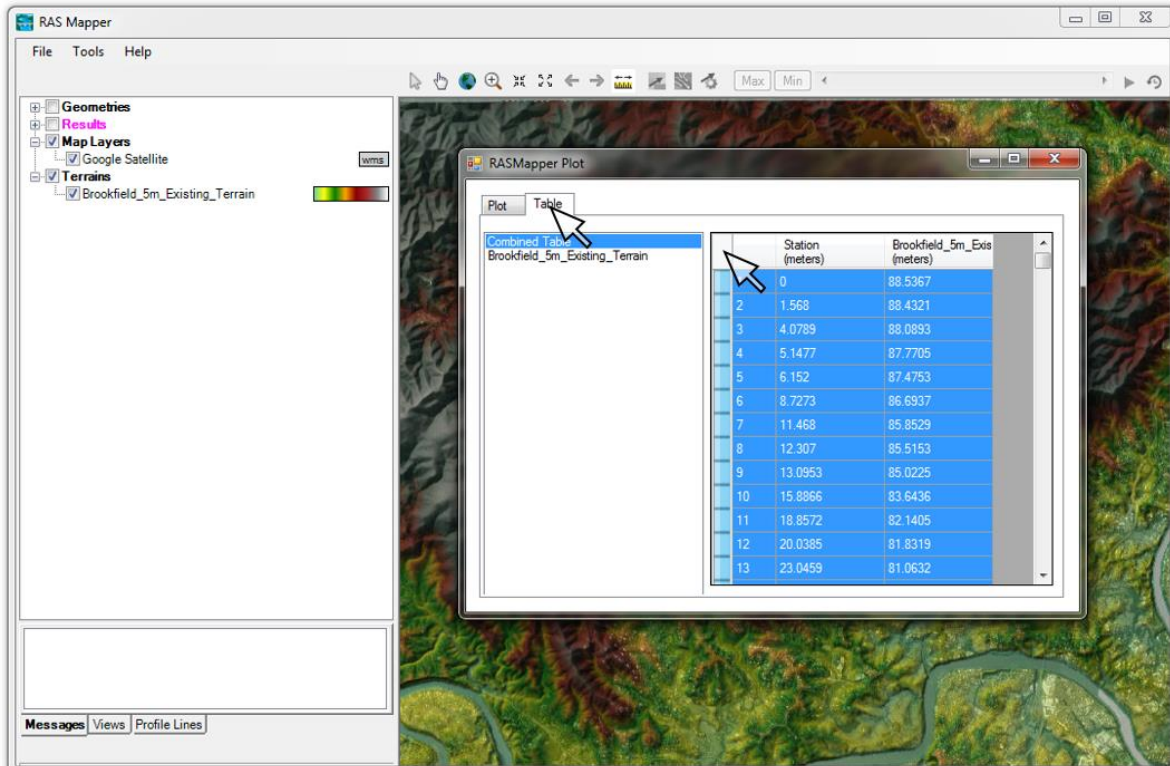 RAS Mapper
File Tools Help
Max Min
Geometries
Results
Map Layers
Google Satellite wms
Terrains
Brookfield_5m_Existing_Terrain
RASMapper Plot
Plot Table
Combined Table
Brookfield_5m_Existing_Terrain
Station Brookfield_5m_Exis
(meters) (meters)
0 88.5367
2 1.568 88.4321
3 4.0789 88.0893
4 5.1477 87.7705
5 6.152 87.4753
6 8.7273 86.6937
7 11.468 85.8529
8 12.307 85.5153
9 13.0953 85.0225
10 15.8866 83.6436
11 18.8572 82.1405
12 20.0385 81.8319
13 23.0459 81.0632
Messages Views Profile Lines